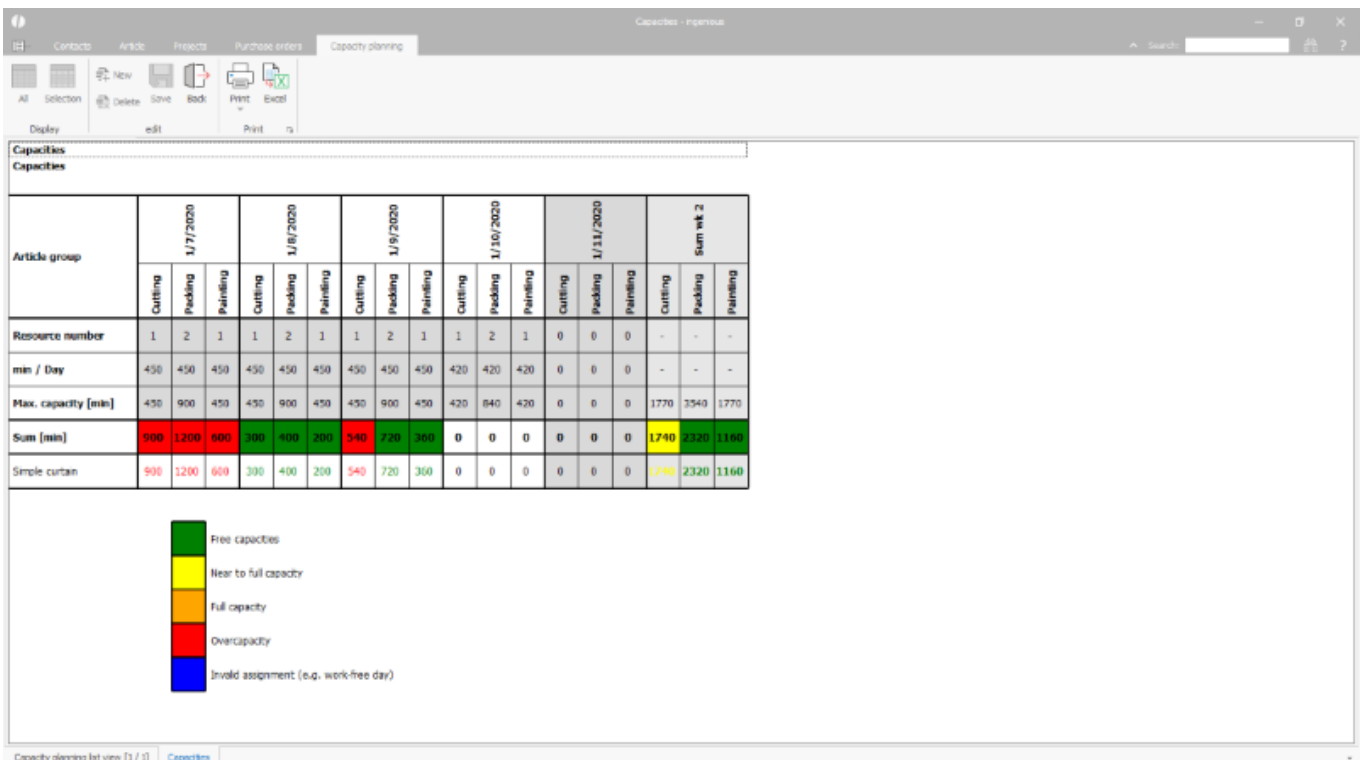 Capacities - ingenious
Contacts Article Projects Purchase orders Capacity planning Search:
All Selection New Delete Save Back Print Excel
Display edit Print
Capacities
Capacities
Article group 1/7/2020 1/8/2020 1/9/2020 1/10/2020 1/11/2020 Sum wk 2
Cutting Packing Painting Cutting Packing Painting Cutting Packing Painting Cutting Packing Painting Cutting Packing Painting Cutting Packing Painting
Resource number 1 2 1 1 2 1 1 2 1 1 2 1 0 0 0 - - -
min / Day 450 450 450 450 450 450 450 450 450 420 420 420 0 0 0 - - -
Max. capacity [min] 450 900 450 450 900 450 450 900 450 420 840 420 0 0 0 1770 3540 1770
Sum [min] 900 1200 600 300 400 200 540 720 360 0 0 0 0 0 0 1740 2320 1160
Simple curtain 900 1200 600 300 400 200 540 720 360 0 0 0 0 0 0 1740 2320 1160
Free capacities
Near to full capacity
Full capacity
Overcapacity
Invalid assignment (e.g. work-free day)
Capacity planning list view [1 / 1] Capacities